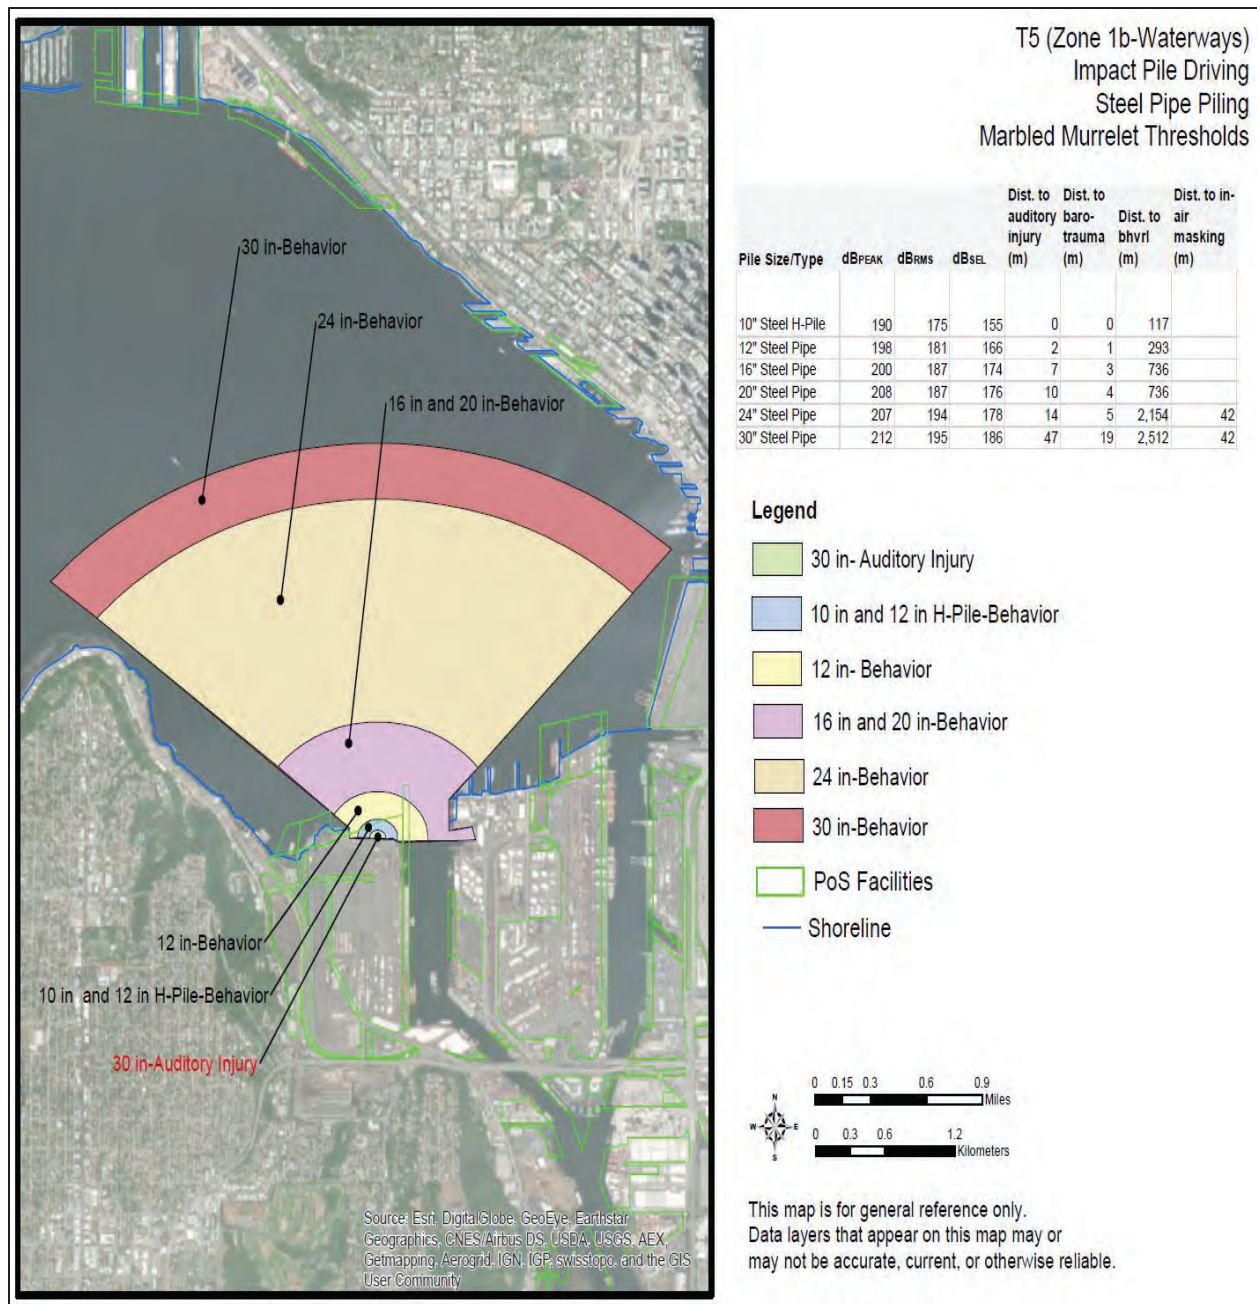 T5 (Zone 1b-Waterways)
Impact Pile Driving
Steel Pipe Piling
Marbled Murrelet Thresholds
Pile Size/Type dBPEAK dBRMS dBSEL Dist. to auditory injury (m) Dist. to baro-trauma (m) Dist. to bhvrl (m) Dist. to in-air masking (m)
10" Steel H-Pile 190 175 155 0 0 117
12" Steel Pipe 198 181 166 2 1 293
16" Steel Pipe 200 187 174 7 3 736
20" Steel Pipe 208 187 176 10 4 736
24" Steel Pipe 207 194 178 14 5 2,154 42
30" Steel Pipe 212 195 186 47 19 2,512 42
30 in-Behavior
24 in-Behavior
16 in and 20 in-Behavior
12 in-Behavior
10 in and 12 in H-Pile-Behavior
30 in-Auditory Injury
Legend
30 in- Auditory Injury
10 in and 12 in H-Pile-Behavior
12 in- Behavior
16 in and 20 in-Behavior
24 in-Behavior
30 in-Behavior
PoS Facilities
Shoreline
N
W E
S
0 0.15 0.3 0.6 0.9
Miles
0 0.3 0.6 1.2
Kilometers
Source: Esri, DigitalGlobe, GeoEye, Earthstar
Geographics, CNES/Airbus DS, USDA, USGS, AEX,
Getmapping, Aerogrid, IGN, IGP, swisstopo, and the GIS
User Community
This map is for general reference only.
Data layers that appear on this map may or
may not be accurate, current, or otherwise reliable.